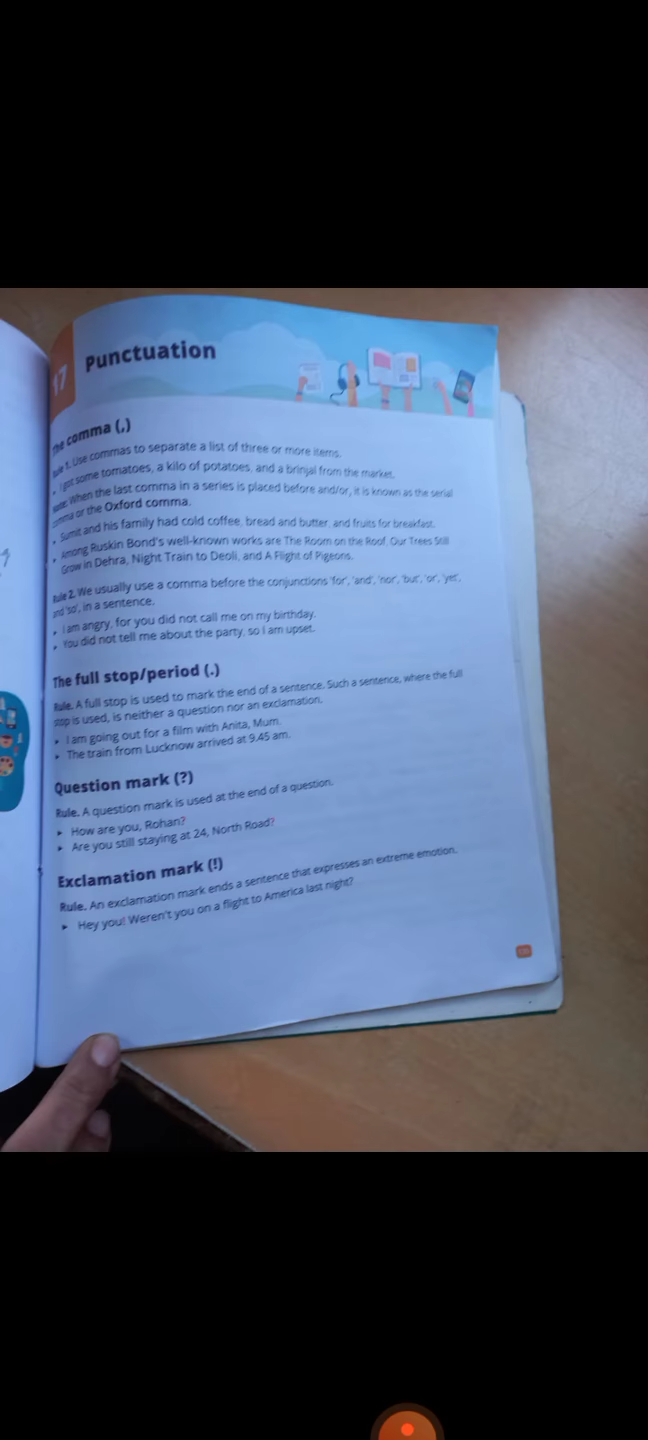 17
Punctuation
The comma (,)
Rule 1. Use commas to separate a list of three or more items.
I got some tomatoes, a kilo of potatoes, and a brinjal from the market.
Note: When the last comma in a series is placed before and/or, it is known as the serial
comma or the Oxford comma.
Sumit and his family had cold coffee, bread and butter, and fruits for breakfast.
Among Ruskin Bond's well-known works are The Room on the Roof, Our Trees Still
Grow in Dehra, Night Train to Deoli, and A Flight of Pigeons.
Rule 2. We usually use a comma before the conjunctions 'for', 'and', 'nor', 'but', 'or', 'yet',
and 'so', in a sentence.
I am angry, for you did not call me on my birthday.
You did not tell me about the party, so I am upset.
The full stop/period (.)
Rule. A full stop is used to mark the end of a sentence. Such a sentence, where the full
stop is used, is neither a question nor an exclamation.
► I am going out for a film with Anita, Mum.
► The train from Lucknow arrived at 9.45 am.
Question mark (?)
Rule. A question mark is used at the end of a question.
► How are you, Rohan?
► Are you still staying at 24, North Road?
Exclamation mark (!)
Rule. An exclamation mark ends a sentence that expresses an extreme emotion.
► Hey you! Weren't you on a flight to America last night?